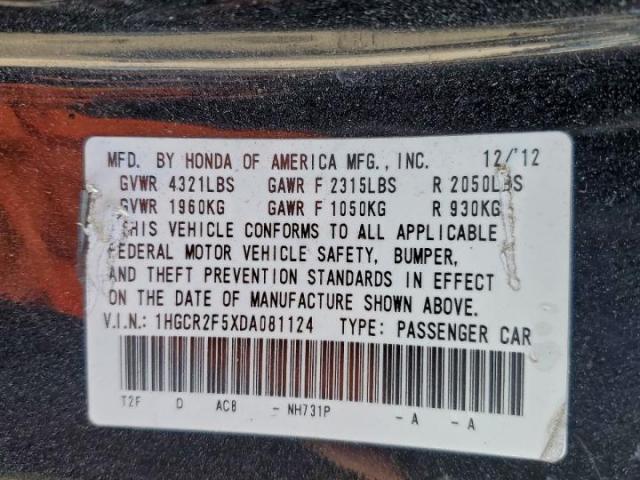 MFD. BY HONDA OF AMERICA MFG., INC. 12/'12
GVWR 4321LBS GAWR F 2315LBS R 2050LBS
GVWR 1960KG GAWR F 1050KG R 930KG
THIS VEHICLE CONFORMS TO ALL APPLICABLE
FEDERAL MOTOR VEHICLE SAFETY, BUMPER,
AND THEFT PREVENTION STANDARDS IN EFFECT
ON THE DATE OF MANUFACTURE SHOWN ABOVE.
V.I.N.: 1HGCR2F5XDA081124 TYPE: PASSENGER CAR
T2F D AC8 - NH731P - A - A